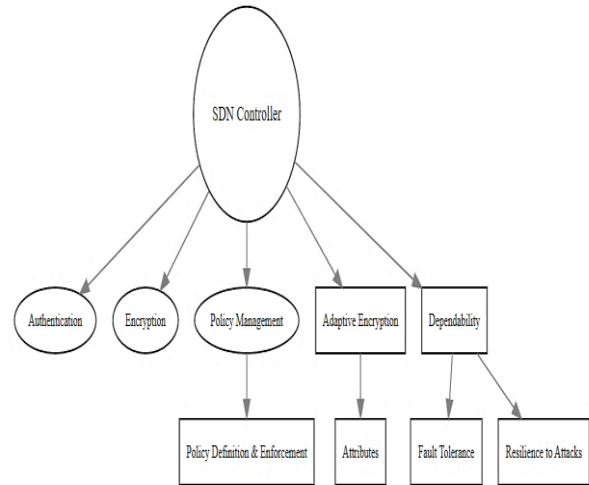 SDN Controller
Authentication
Encryption
Policy Management
Adaptive Encryption
Dependability
Policy Definition & Enforcement
Attributes
Fault Tolerance
Resilience to Attacks